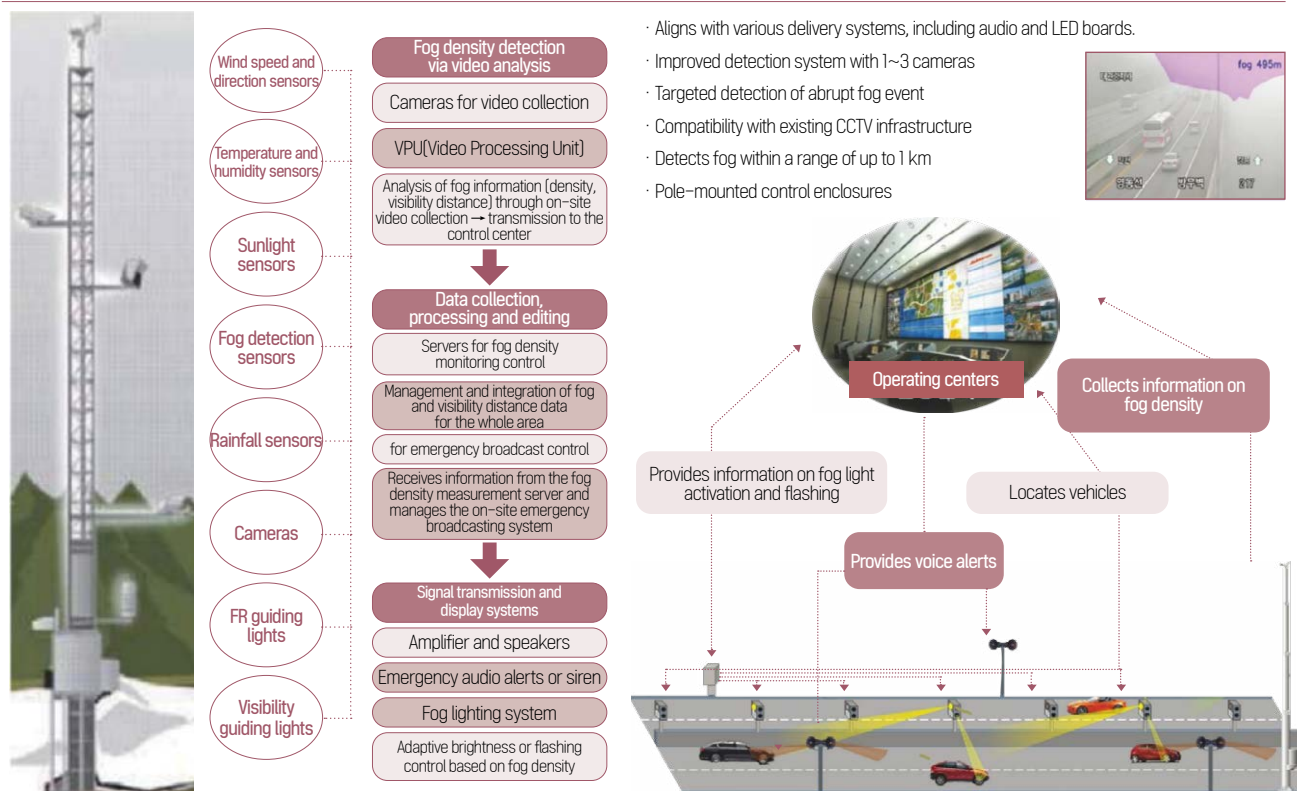 Wind speed and
direction sensors
Temperature and
humidity sensors
Sunlight
sensors
Fog detection
sensors
Rainfall sensors
Cameras
FR guiding
lights
Visibility
guiding lights
Fog density detection
via video analysis
Cameras for video collection
VPU(Video Processing Unit)
Analysis of fog information (density,
visibility distance) through on-site
video collection → transmission to the
control center
Data collection,
processing and editing
Servers for fog density
monitoring control
Management and integration of fog
and visibility distance data
for the whole area
for emergency broadcast control
Receives information from the fog
density measurement server and
manages the on-site emergency
broadcasting system
Signal transmission and
display systems
Amplifier and speakers
Emergency audio alerts or siren
Fog lighting system
Adaptive brightness or flashing
control based on fog density
· Aligns with various delivery systems, including audio and LED boards.
· Improved detection system with 1~3 cameras
· Targeted detection of abrupt fog event
· Compatibility with existing CCTV infrastructure
· Detects fog within a range of up to 1 km
· Pole-mounted control enclosures
fog 495m
217
Operating centers
Collects information on
fog density
Provides information on fog light
activation and flashing
Locates vehicles
Provides voice alerts